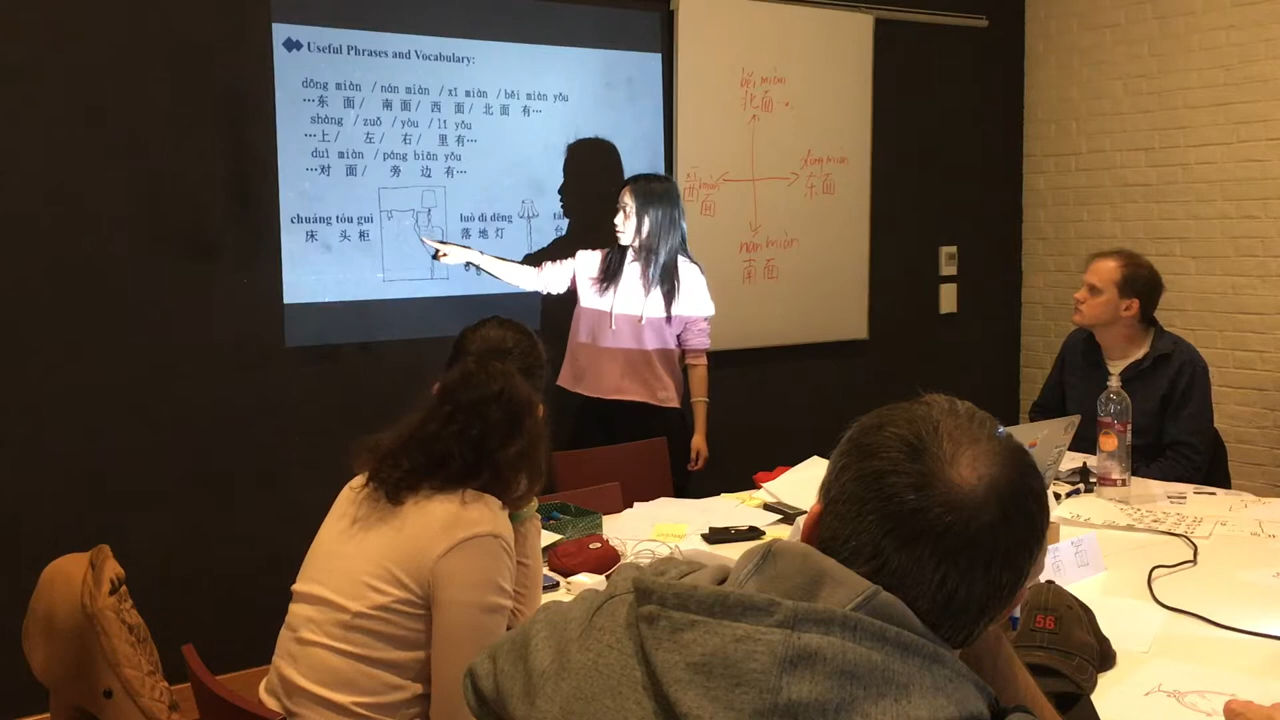 Useful Phrases and Vocabulary:
dōng miàn / nán miàn / xī miàn / běi miàn yǒu
…东 面/ 南 面/ 西 面/ 北 面 有…
shàng / zuǒ / yòu / lǐ yǒu
…上/ 左/ 右/ 里 有…
duì miàn / páng biān yǒu
…对 面/ 旁 边 有…
chuáng tóu guì
床 头 柜
luò dì dēng
落 地 灯
běi miàn
北面…
xī miàn
西面
dōng miàn
东面
nán miàn
南面
56